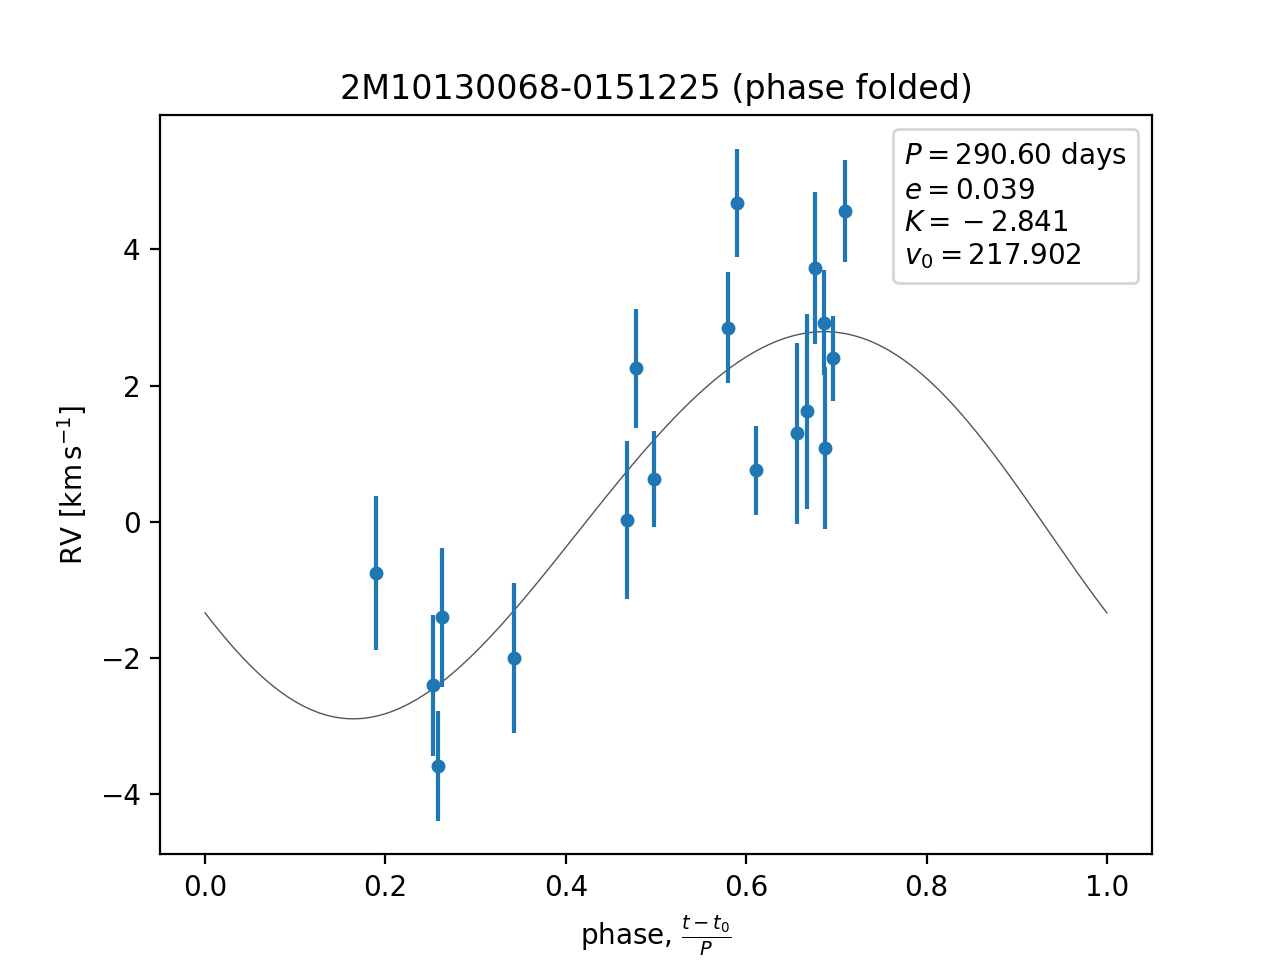 2M10130068-0151225 (phase folded)
P = 290.60 days
e = 0.039
K = −2.841
v₀ = 217.902
4
2
0
−2
−4
RV [km s⁻¹]
0.0 0.2 0.4 0.6 0.8 1.0
phase, (t − t₀)/P